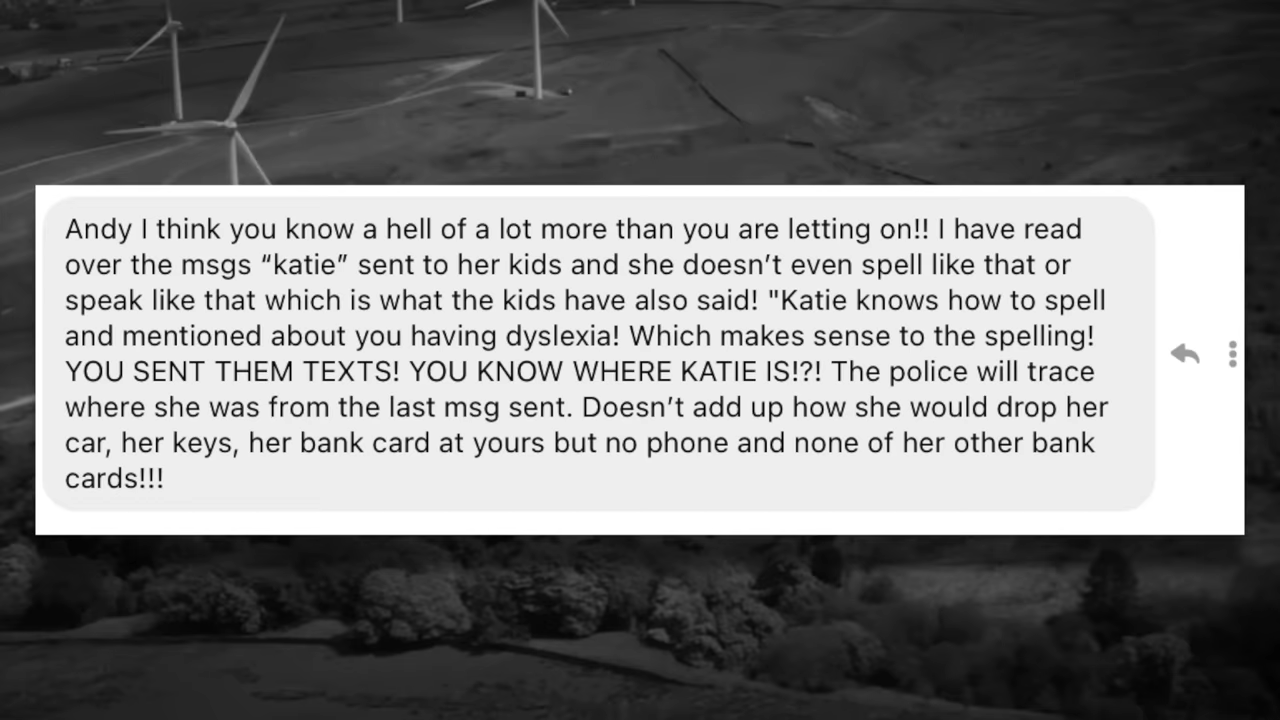 Andy I think you know a hell of a lot more than you are letting on!! I have read
over the msgs “katie” sent to her kids and she doesn’t even spell like that or
speak like that which is what the kids have also said! "Katie knows how to spell
and mentioned about you having dyslexia! Which makes sense to the spelling!
YOU SENT THEM TEXTS! YOU KNOW WHERE KATIE IS!?! The police will trace
where she was from the last msg sent. Doesn’t add up how she would drop her
car, her keys, her bank card at yours but no phone and none of her other bank
cards!!!